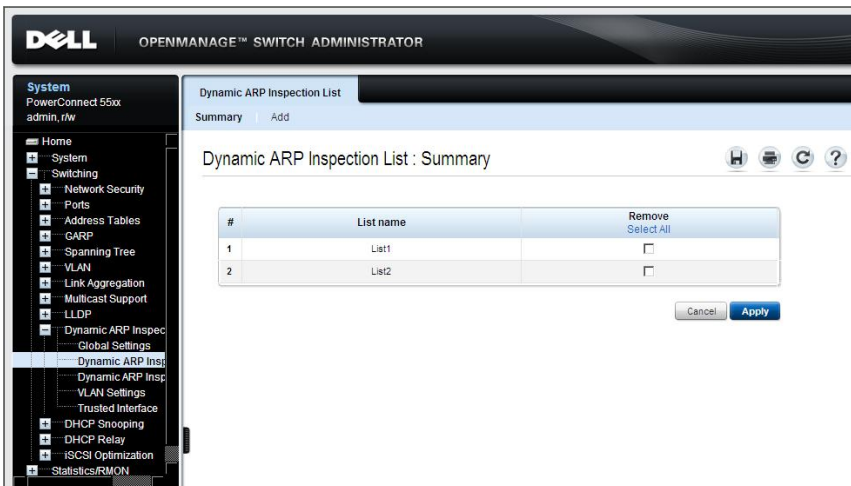 DELL
OPENMANAGE™ SWITCH ADMINISTRATOR
System
PowerConnect 55xx
admin, r/w
Home
System
Switching
Network Security
Ports
Address Tables
GARP
Spanning Tree
VLAN
Link Aggregation
Multicast Support
LLDP
Dynamic ARP Inspec
Global Settings
Dynamic ARP Insp
Dynamic ARP Insp
VLAN Settings
Trusted Interface
DHCP Snooping
DHCP Relay
iSCSI Optimization
Statistics/RMON
Dynamic ARP Inspection List
Summary Add
Dynamic ARP Inspection List : Summary
# List name Remove
Select All
1 List1
2 List2
Cancel Apply